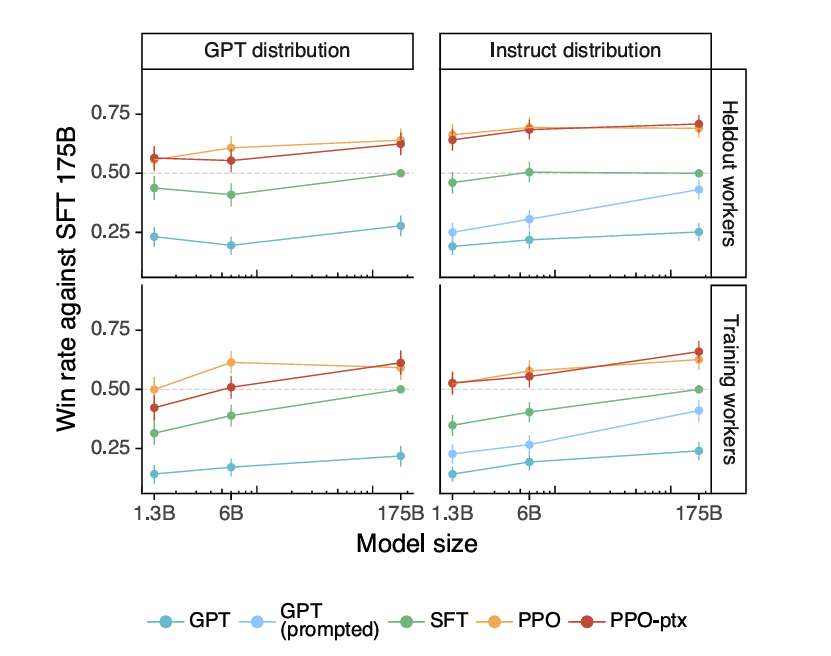 GPT distribution
Instruct distribution
Win rate against SFT 175B
0.75
0.50
0.25
Heldout workers
0.75
0.50
0.25
Training workers
1.3B
6B
175B
1.3B
6B
175B
Model size
GPT
GPT
(prompted)
SFT
PPO
PPO-ptx